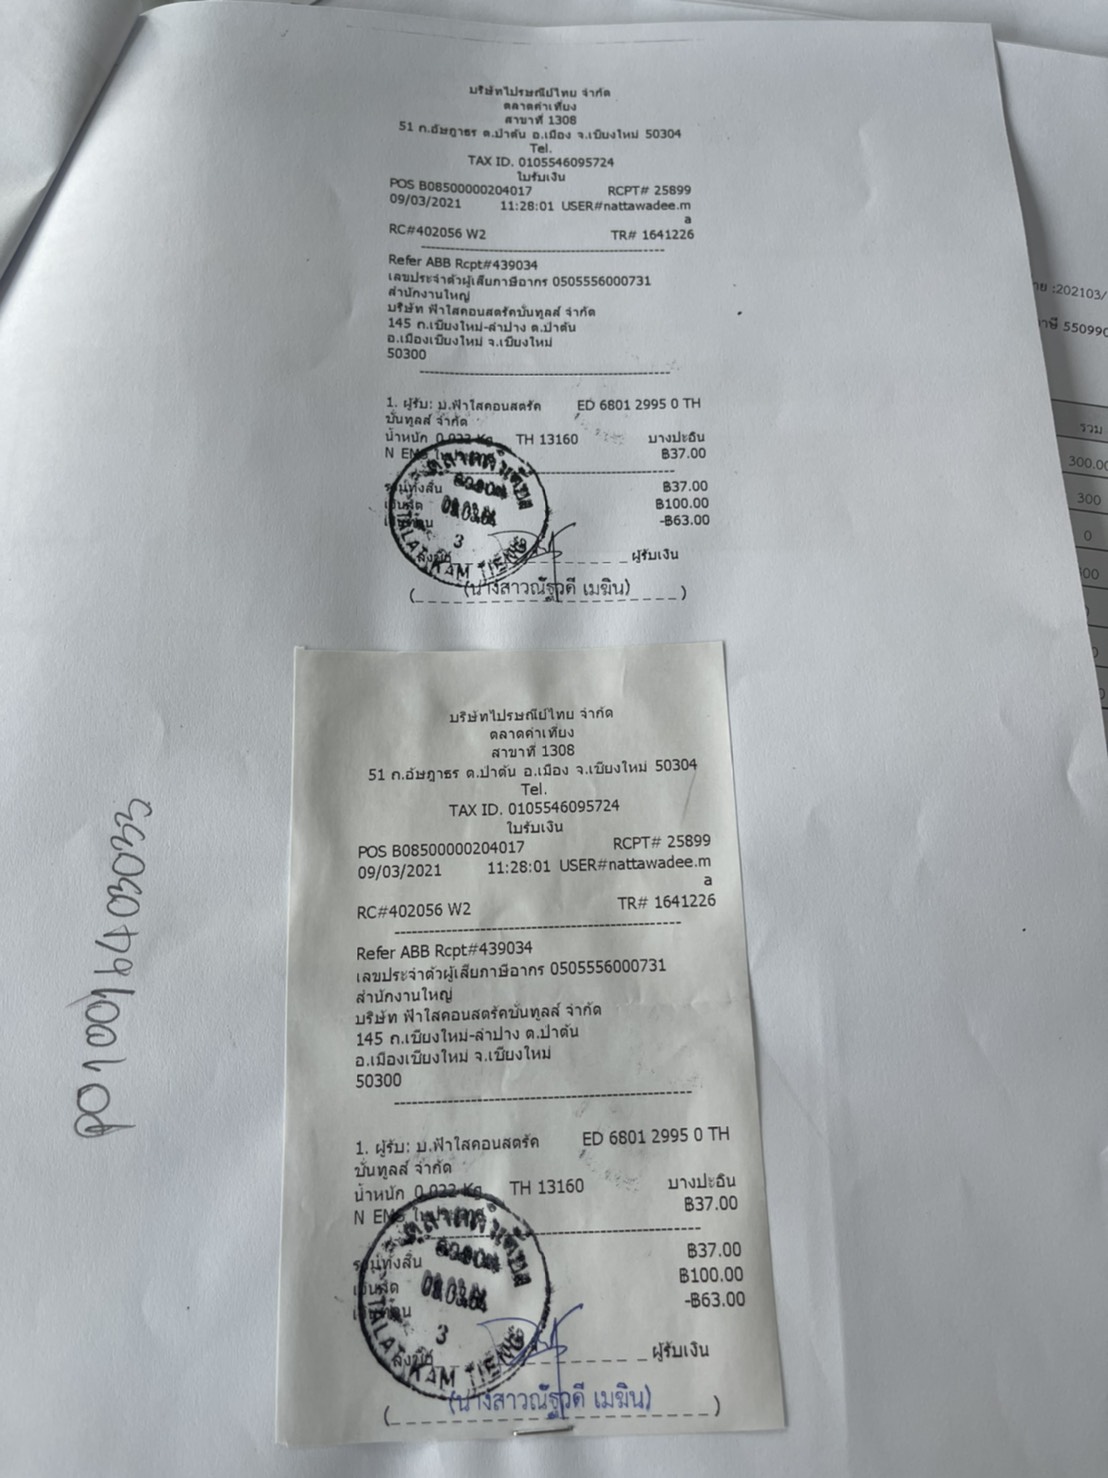 บริษัทไปรษณีย์ไทย จำกัด
ตลาดคำเที่ยง
สาขาที่ 1308
51 ถ.อัษฎาธร ต.ป่าตัน อ.เมือง จ.เชียงใหม่ 50304
Tel.
TAX ID. 0105546095724
ใบรับเงิน
POS B08500000204017 RCPT# 25899
09/03/2021 11:28:01 USER#nattawadee.m
a
RC#402056 W2 TR# 1641226
Refer ABB Rcpt#439034
เลขประจำตัวผู้เสียภาษีอากร 0505556000731
สำนักงานใหญ่
บริษัท ฟ้าใสคอนสตรัคชั่นทูลส์ จำกัด
145 ถ.เชียงใหม่-ลำปาง ต.ป่าตัน
อ.เมืองเชียงใหม่ จ.เชียงใหม่
50300
1. ผู้รับ: บ.ฟ้าใสคอนสตรัค ED 6801 2995 0 TH
ชั่นทูลส์ จำกัด
น้ำหนัก 0.022 Kg TH 13160 บางปะอิน
N EMS ฿37.00
รวมทั้งสิ้น ฿37.00
เงินสด ฿100.00
-฿63.00
3
TALAT KAM TIENG
ลงชื่อ ผู้รับเงิน
(นางสาวณัฐวดี เมฆิน)
บริษัทไปรษณีย์ไทย จำกัด
ตลาดคำเที่ยง
สาขาที่ 1308
51 ถ.อัษฎาธร ต.ป่าตัน อ.เมือง จ.เชียงใหม่ 50304
Tel.
TAX ID. 0105546095724
ใบรับเงิน
POS B08500000204017 RCPT# 25899
09/03/2021 11:28:01 USER#nattawadee.m
a
RC#402056 W2 TR# 1641226
Refer ABB Rcpt#439034
เลขประจำตัวผู้เสียภาษีอากร 0505556000731
สำนักงานใหญ่
บริษัท ฟ้าใสคอนสตรัคชั่นทูลส์ จำกัด
145 ถ.เชียงใหม่-ลำปาง ต.ป่าตัน
อ.เมืองเชียงใหม่ จ.เชียงใหม่
50300
1. ผู้รับ: บ.ฟ้าใสคอนสตรัค ED 6801 2995 0 TH
ชั่นทูลส์ จำกัด
น้ำหนัก 0.022 Kg TH 13160 บางปะอิน
N EMS ฿37.00
รวมทั้งสิ้น ฿37.00
เงินสด ฿100.00
-฿63.00
3
TALAT KAM TIENG
ลงชื่อ ผู้รับเงิน
(นางสาวณัฐวดี เมฆิน)
:202103/
ษี 550990
รวม
300.00
300
0